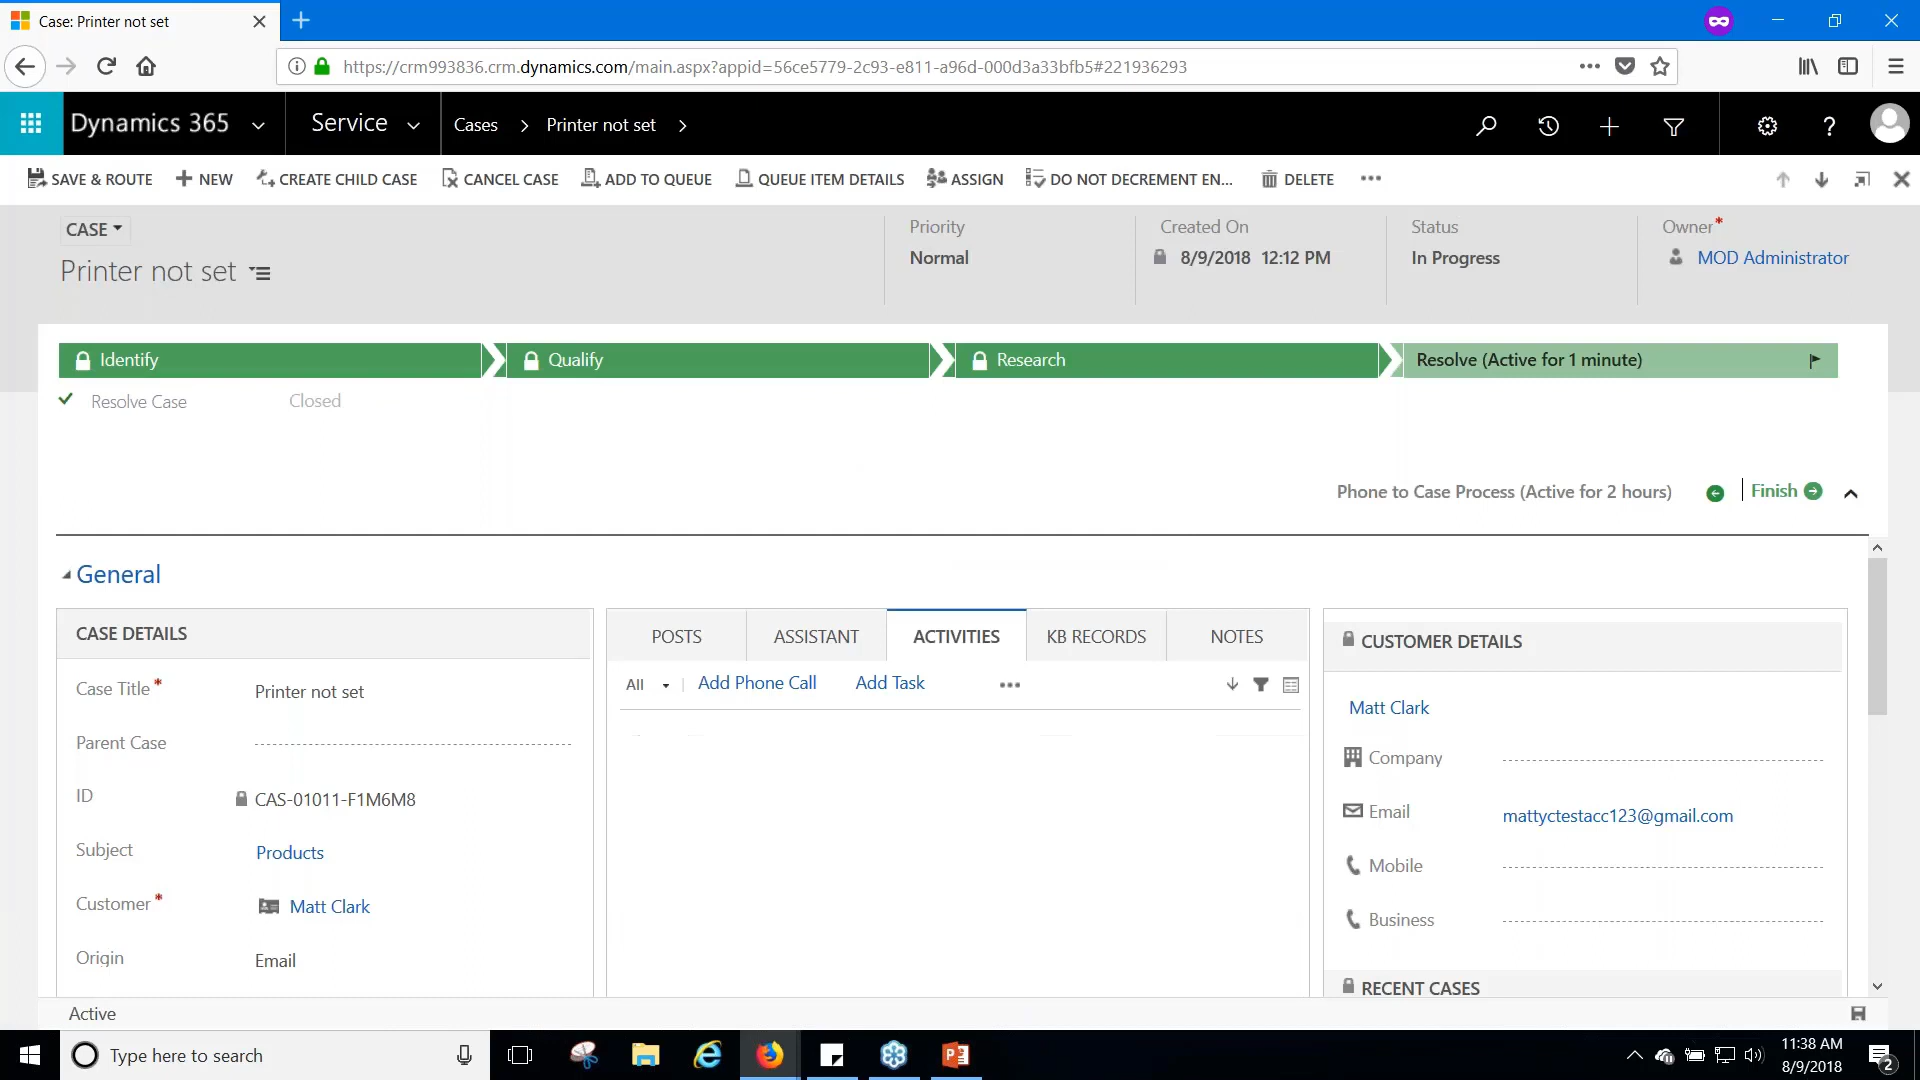 Case: Printer not set
https://crm993836.crm.dynamics.com/main.aspx?appid=56ce5779-2c93-e811-a96d-000d3a33bfb5#221936293
Dynamics 365 Service Cases > Printer not set >
SAVE & ROUTE NEW CREATE CHILD CASE CANCEL CASE ADD TO QUEUE QUEUE ITEM DETAILS ASSIGN DO NOT DECREMENT EN... DELETE ...
CASE
Printer not set
Priority
Normal
Created On
8/9/2018 12:12 PM
Status
In Progress
Owner*
MOD Administrator
Identify Qualify Research Resolve (Active for 1 minute)
Resolve Case Closed
Phone to Case Process (Active for 2 hours) Finish
General
CASE DETAILS
Case Title* Printer not set
Parent Case
ID CAS-01011-F1M6M8
Subject Products
Customer* Matt Clark
Origin Email
POSTS ASSISTANT ACTIVITIES KB RECORDS NOTES
All Add Phone Call Add Task ...
CUSTOMER DETAILS
Matt Clark
Company
Email mattyctestacc123@gmail.com
Mobile
Business
RECENT CASES
Active
Type here to search
11:38 AM
8/9/2018
2